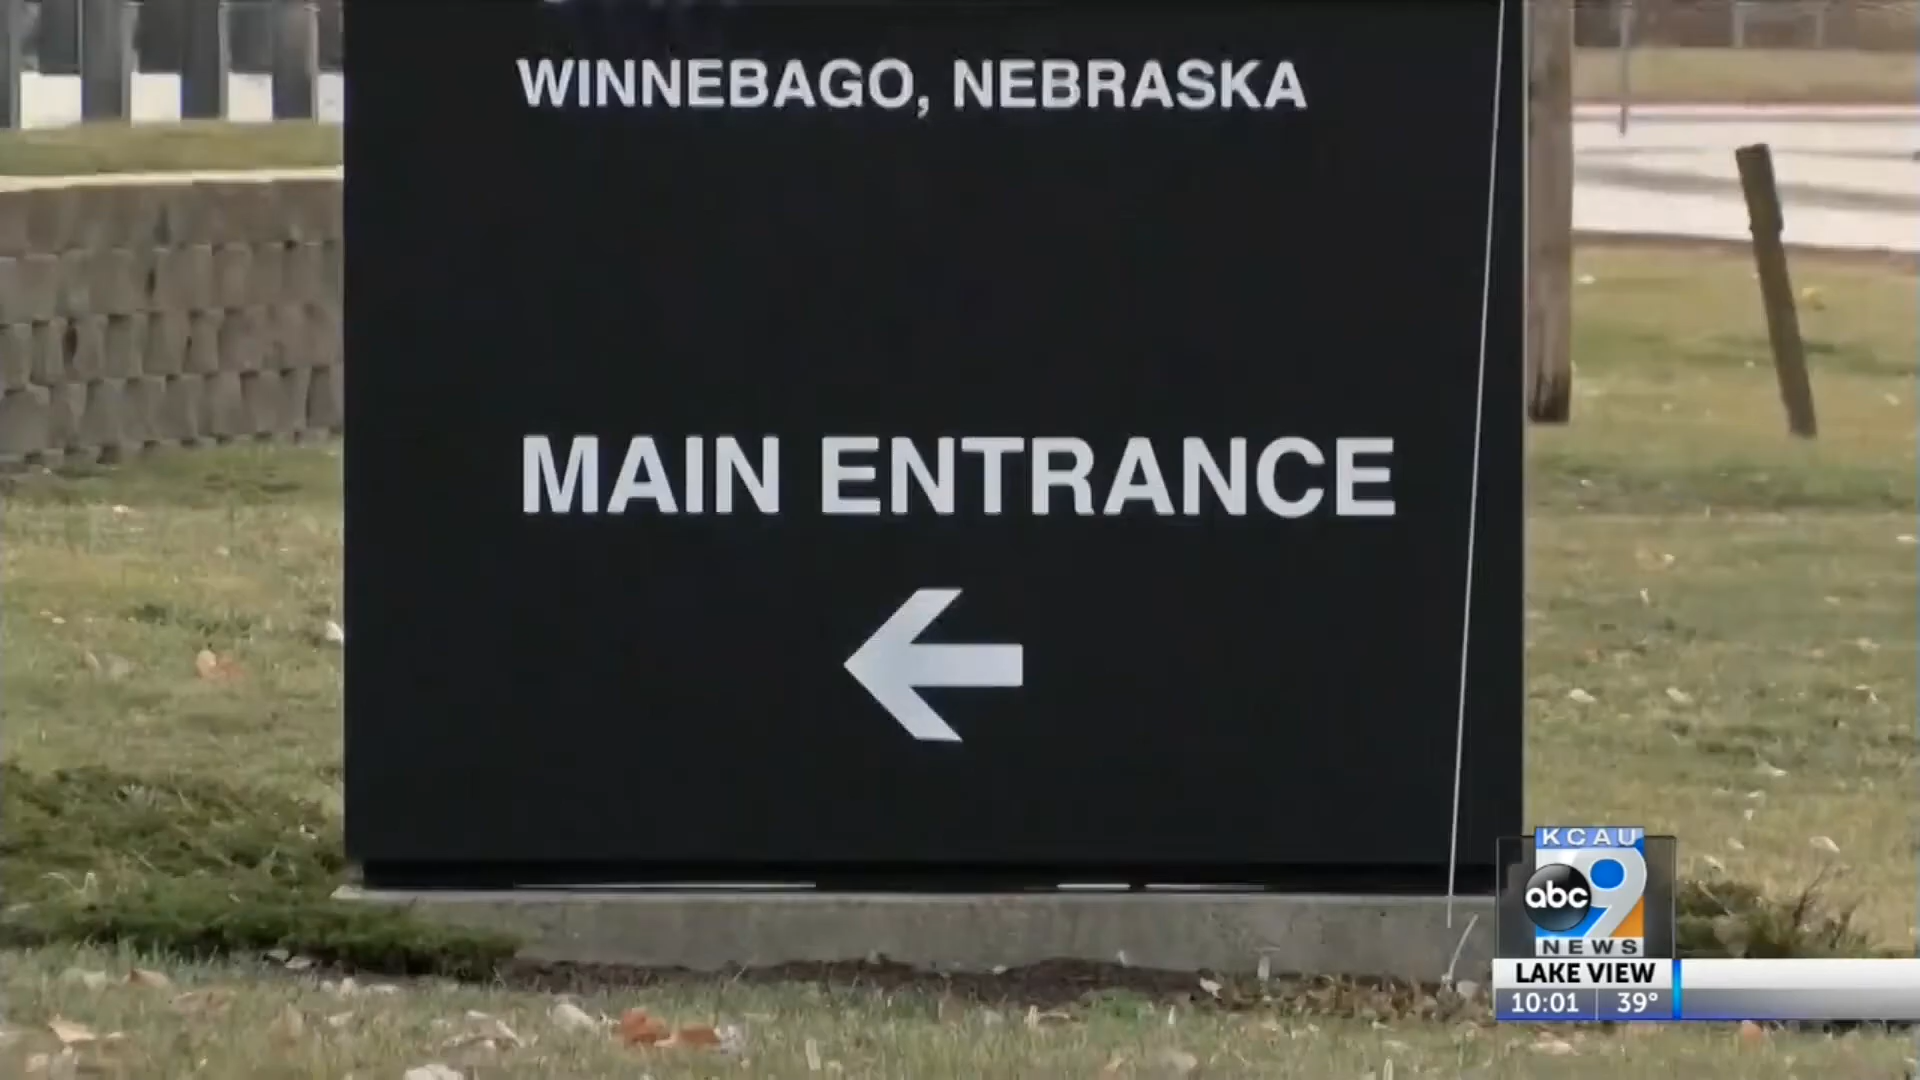 WINNEBAGO, NEBRASKA
MAIN ENTRANCE
KCAU
abc 9
NEWS
LAKE VIEW
10:01 39°